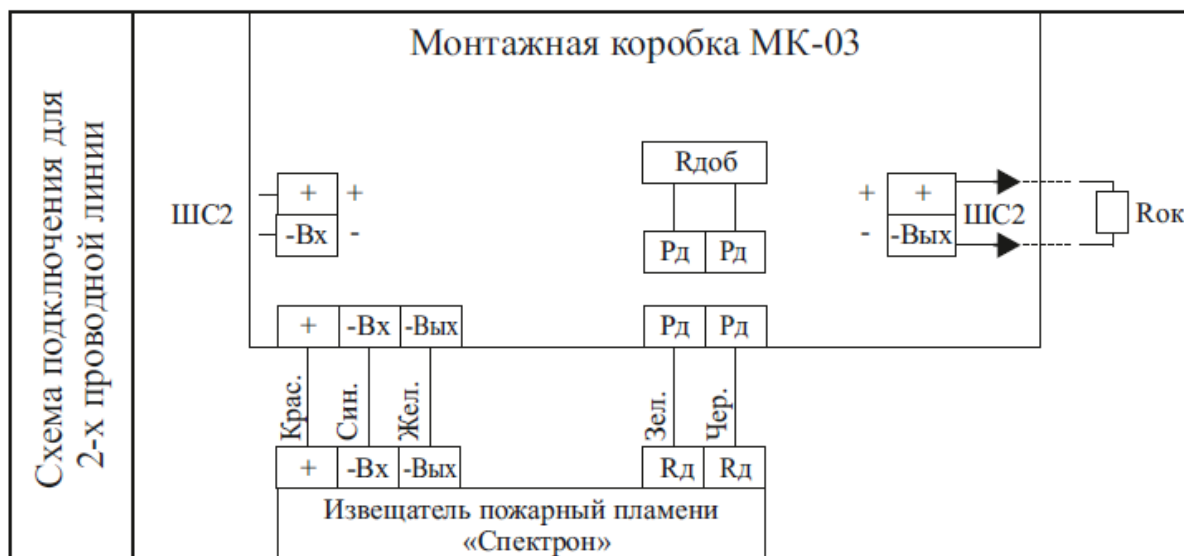 Схема подключения для
2-х проводной линии
Монтажная коробка МК-03
Rдоб
ШС2 + + + + ШС2 Rок
-Вх - - -Вых
Рд Рд
+ -Вх -Вых Рд Рд
Крас. Син. Жел. Зел. Чер.
+ -Вх -Вых Rд Rд
Извещатель пожарный пламени
«Спектрон»